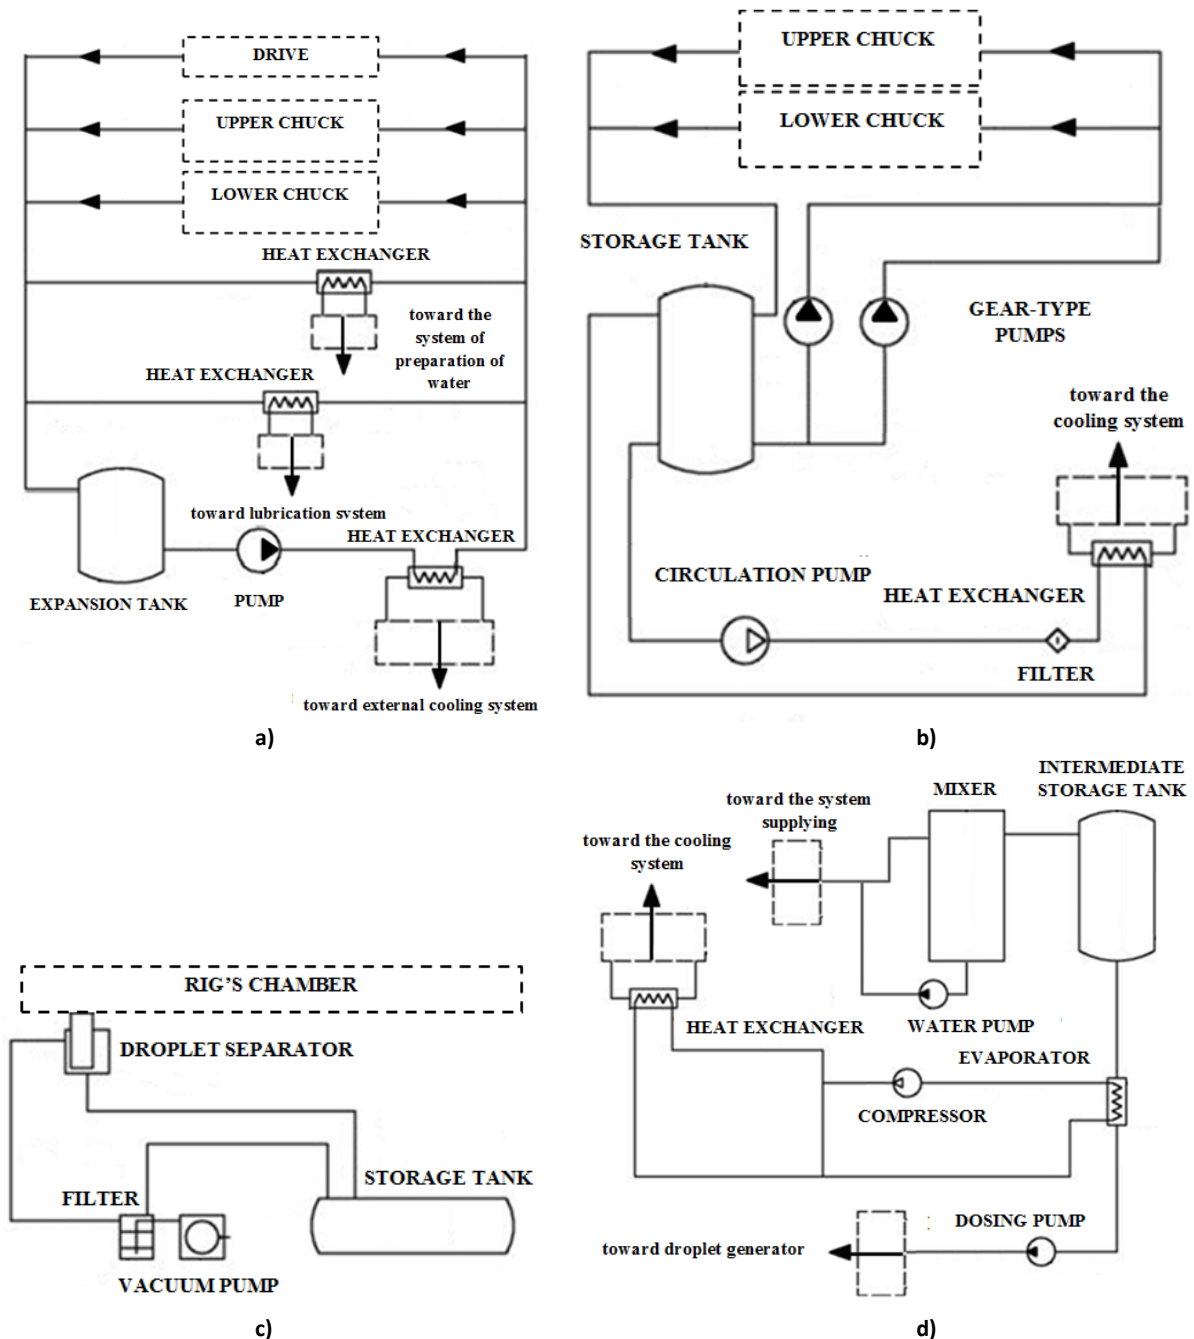 DRIVE
UPPER CHUCK
LOWER CHUCK
HEAT EXCHANGER
toward the
system of
preparation of
water
HEAT EXCHANGER
toward lubrication system
HEAT EXCHANGER
EXPANSION TANK
PUMP
toward external cooling system
a)
UPPER CHUCK
LOWER CHUCK
STORAGE TANK
GEAR-TYPE
PUMPS
toward the
cooling system
CIRCULATION PUMP
HEAT EXCHANGER
FILTER
b)
RIG'S CHAMBER
DROPLET SEPARATOR
STORAGE TANK
FILTER
VACUUM PUMP
c)
INTERMEDIATE
STORAGE TANK
MIXER
toward the system
supplying
toward the cooling
system
HEAT EXCHANGER
WATER PUMP
EVAPORATOR
COMPRESSOR
DOSING PUMP
toward droplet generator
d)